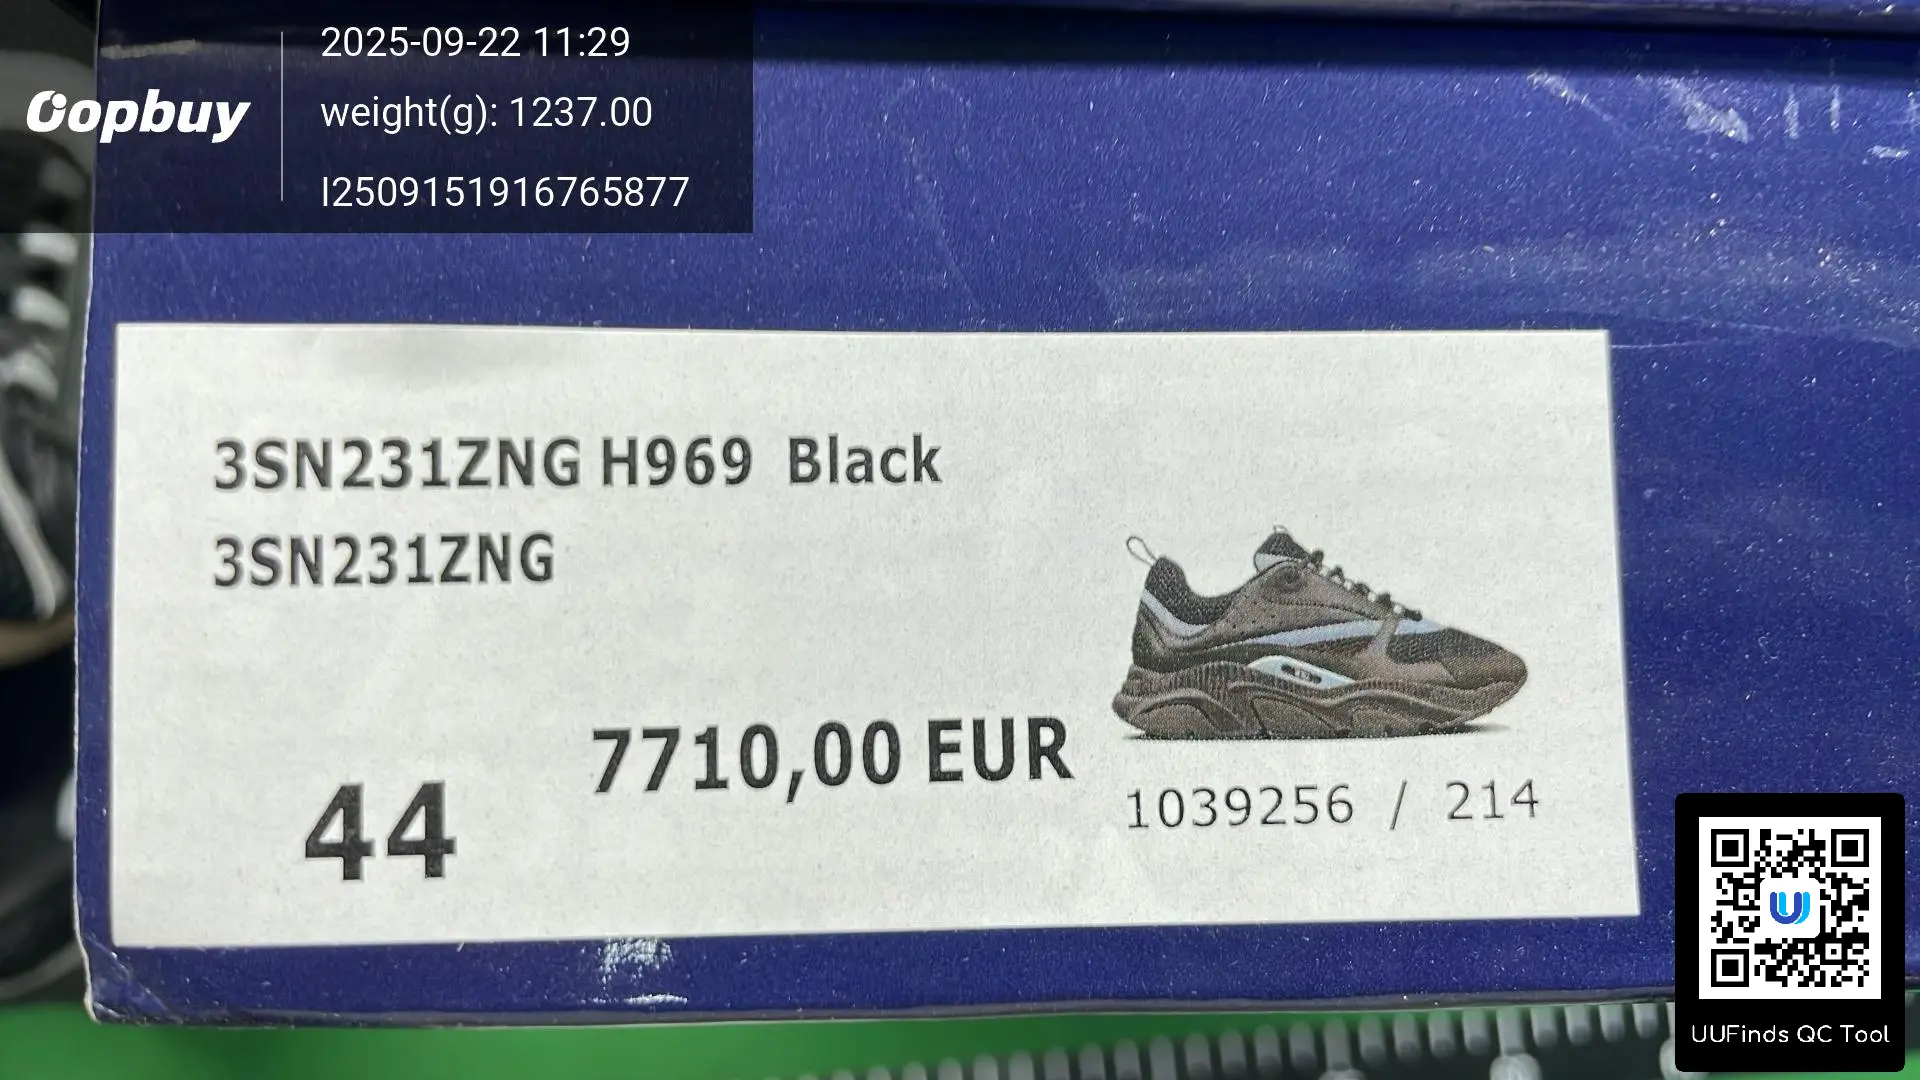 oopbuy
2025-09-22 11:29
weight(g): 1237.00
I2509151916765877
3SN231ZNG H969 Black
3SN231ZNG
7710,00 EUR
44
1039256 / 214
UUFinds QC Tool